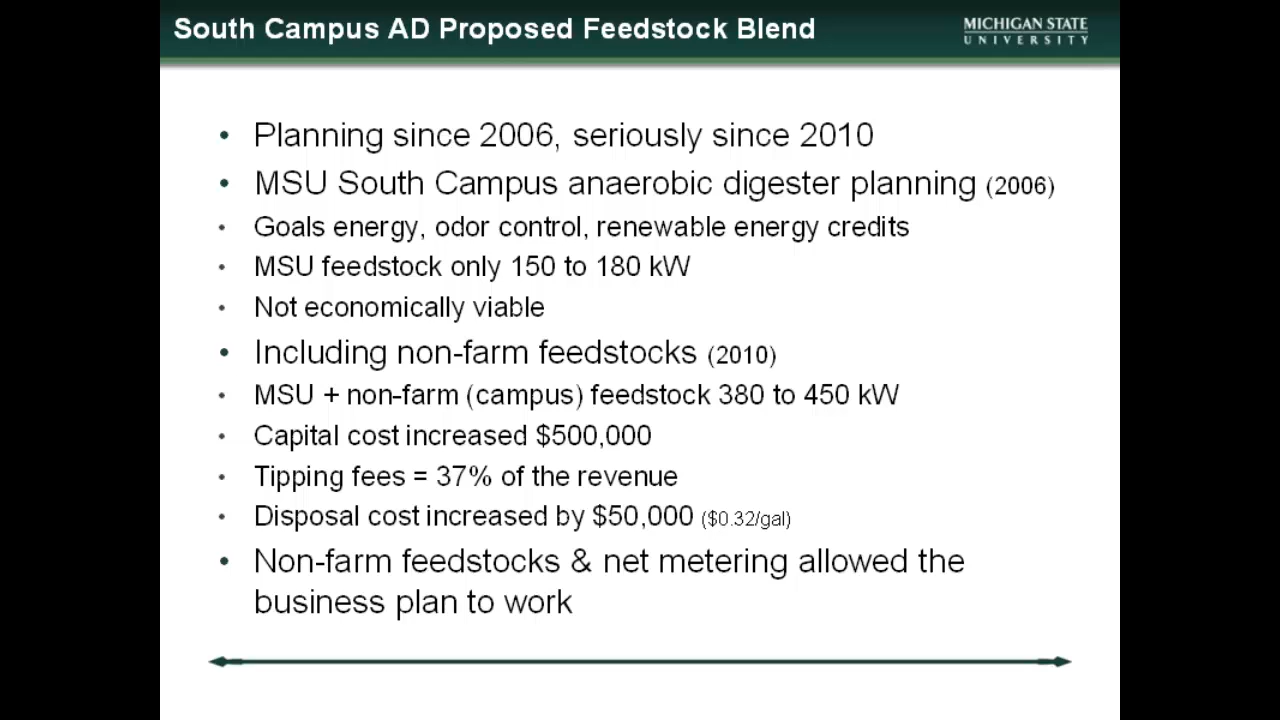 South Campus AD Proposed Feedstock Blend
MICHIGAN STATE
UNIVERSITY
• Planning since 2006, seriously since 2010
• MSU South Campus anaerobic digester planning (2006)
• Goals energy, odor control, renewable energy credits
• MSU feedstock only 150 to 180 kW
• Not economically viable
• Including non-farm feedstocks (2010)
• MSU + non-farm (campus) feedstock 380 to 450 kW
• Capital cost increased $500,000
• Tipping fees = 37% of the revenue
• Disposal cost increased by $50,000 ($0.32/gal)
• Non-farm feedstocks & net metering allowed the
business plan to work